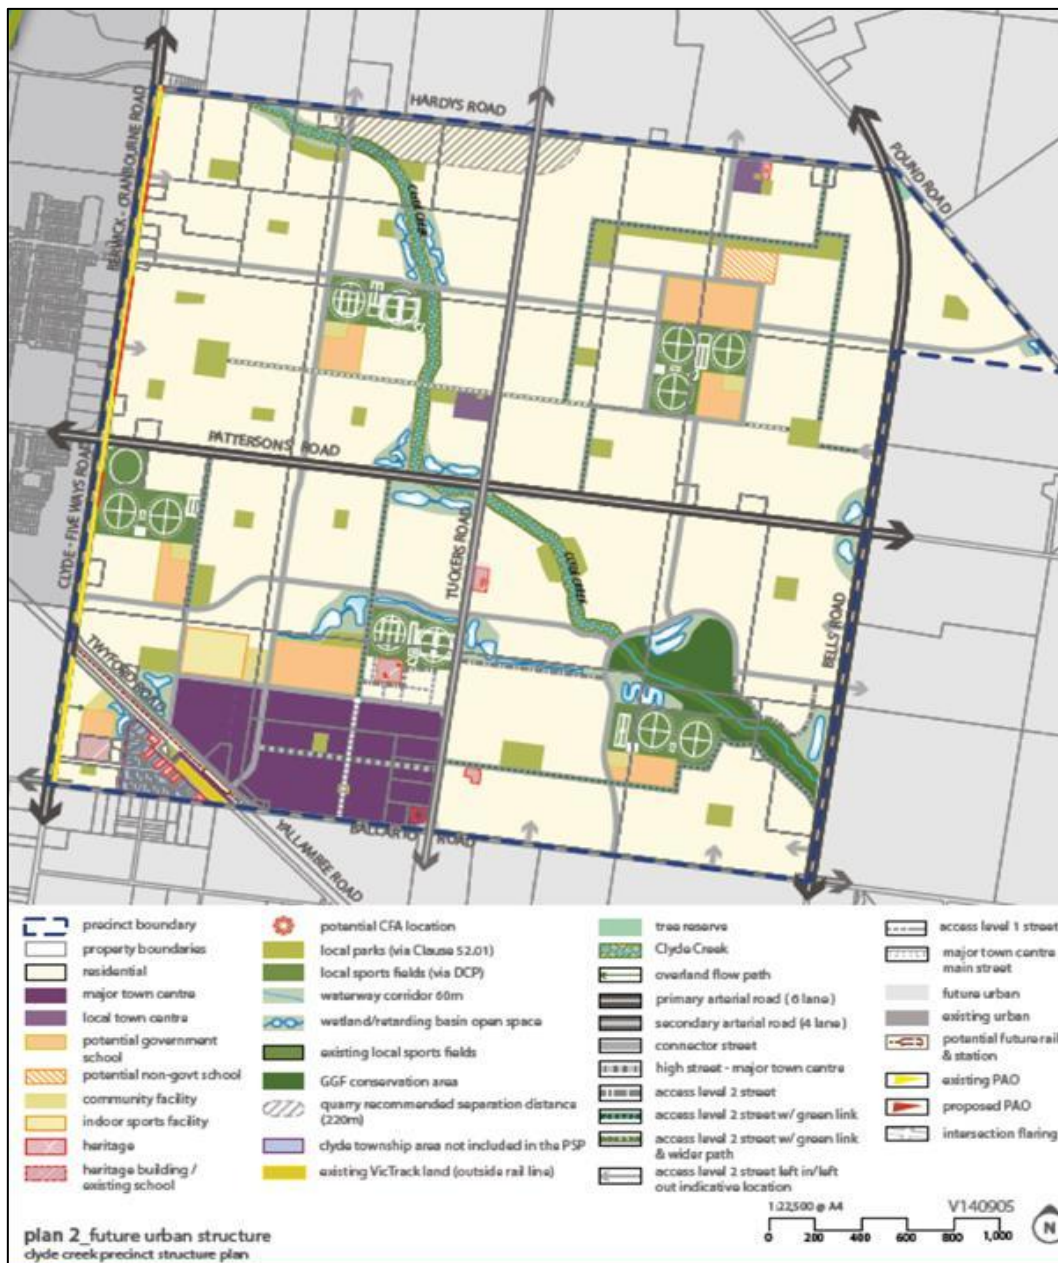 HARDYS ROAD
POUND ROAD
BERWICK - CRANBOURNE ROAD
CLYDE CREEK
PATTERSONS ROAD
CLYDE - FIVE WAYS ROAD
TUCKERS ROAD
CLYDE CREEK
BELLS ROAD
TWYFORD ROAD
BALLARTO ROAD
YALLAMBEE ROAD
precinct boundary
property boundaries
residential
major town centre
local town centre
potential government
school
potential non-govt school
community facility
indoor sports facility
heritage
heritage building /
existing school
potential CFA location
local parks (via Clause 52.01)
local sports fields (via DCP)
waterway corridor 60m
wetland/retarding basin open space
existing local sports fields
GGF conservation area
quarry recommended separation distance
(220m)
clyde township area not included in the PSP
existing VicTrack land (outside rail line)
tree reserve
Clyde Creek
overland flow path
primary arterial road ( 6 lane )
secondary arterial road (4 lane )
connector street
high street - major town centre
access level 2 street
access level 2 street w/ green link
access level 2 street w/ green link
& wider path
access level 2 street left in/left
out indicative location
access level 1 street
major town centre
main street
future urban
existing urban
potential future rail
& station
existing PAO
proposed PAO
intersection flaring
plan 2_future urban structure
clyde creek precinct structure plan
1:22,500 @ A4
V140905
0 200 400 600 800 1,000
N